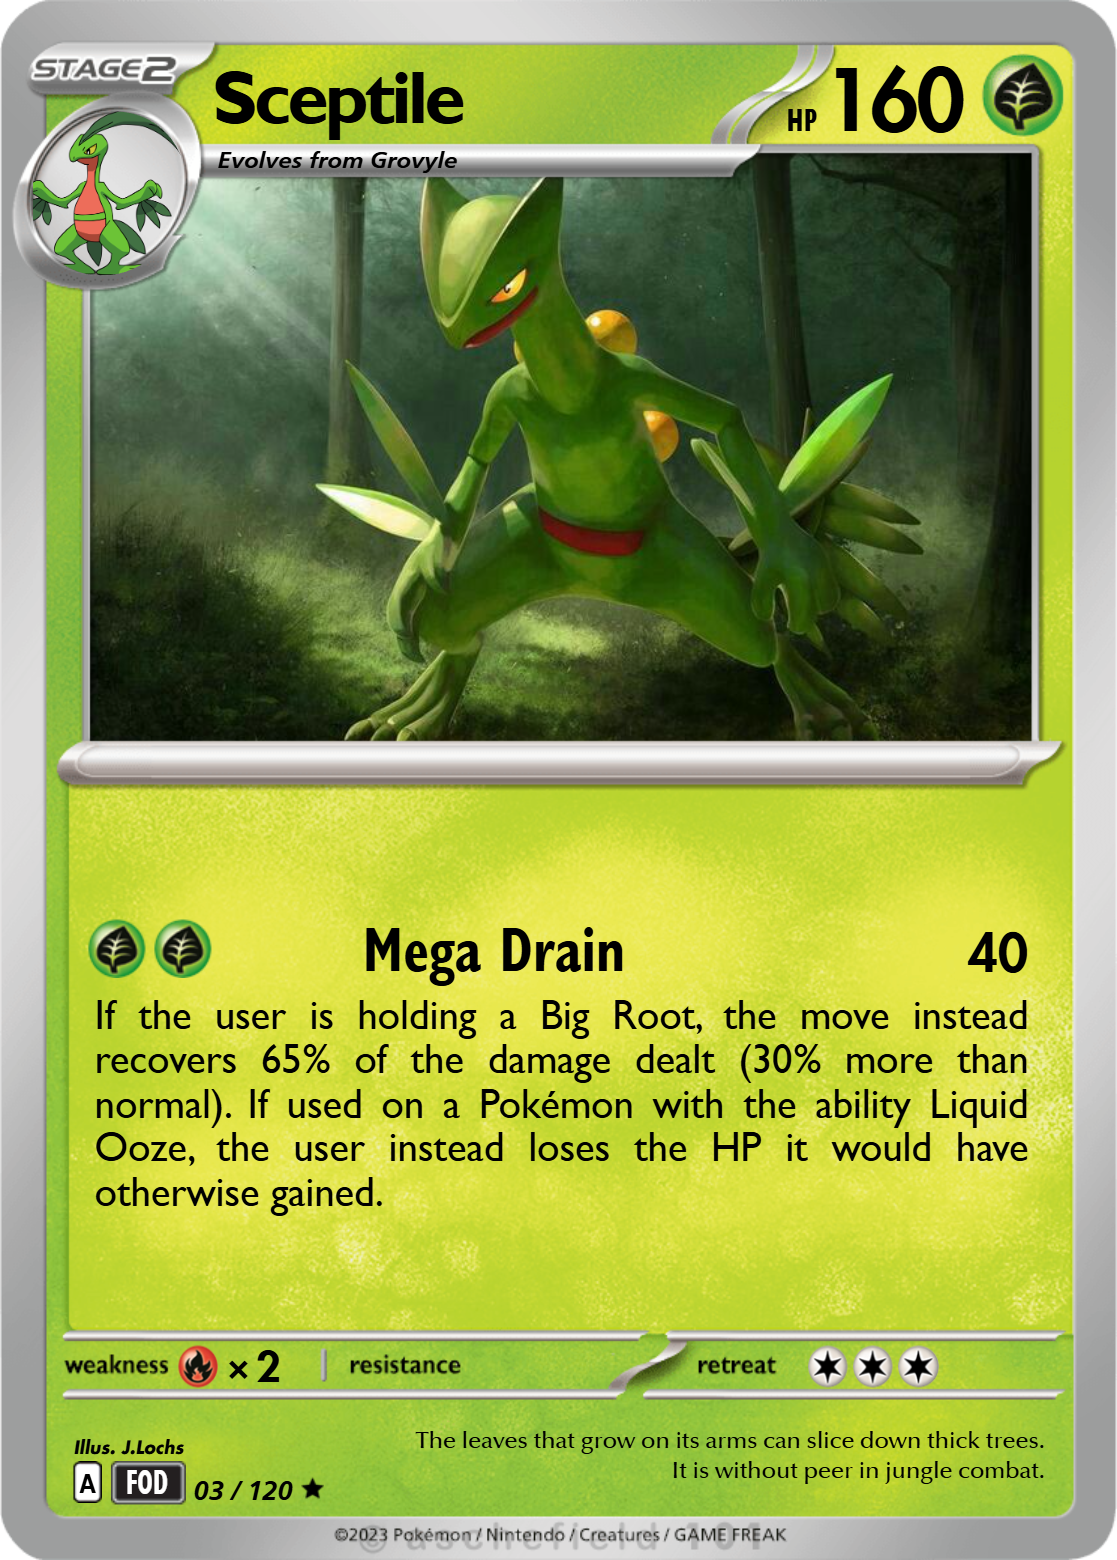 STAGE2
Sceptile
HP 160
Evolves from Grovyle
Mega Drain 40
If the user is holding a Big Root, the move instead
recovers 65% of the damage dealt (30% more than
normal). If used on a Pokémon with the ability Liquid
Ooze, the user instead loses the HP it would have
otherwise gained.
weakness × 2 resistance retreat
Illus. J.Lochs
The leaves that grow on its arms can slice down thick trees.
It is without peer in jungle combat.
A FOD 03 / 120 ★
©2023 Pokémon / Nintendo / Creatures / GAME FREAK